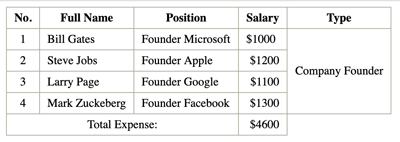 No. Full Name Position Salary Type
1 Bill Gates Founder Microsoft $1000
2 Steve Jobs Founder Apple $1200
Company Founder
3 Larry Page Founder Google $1100
4 Mark Zuckeberg Founder Facebook $1300
Total Expense: $4600